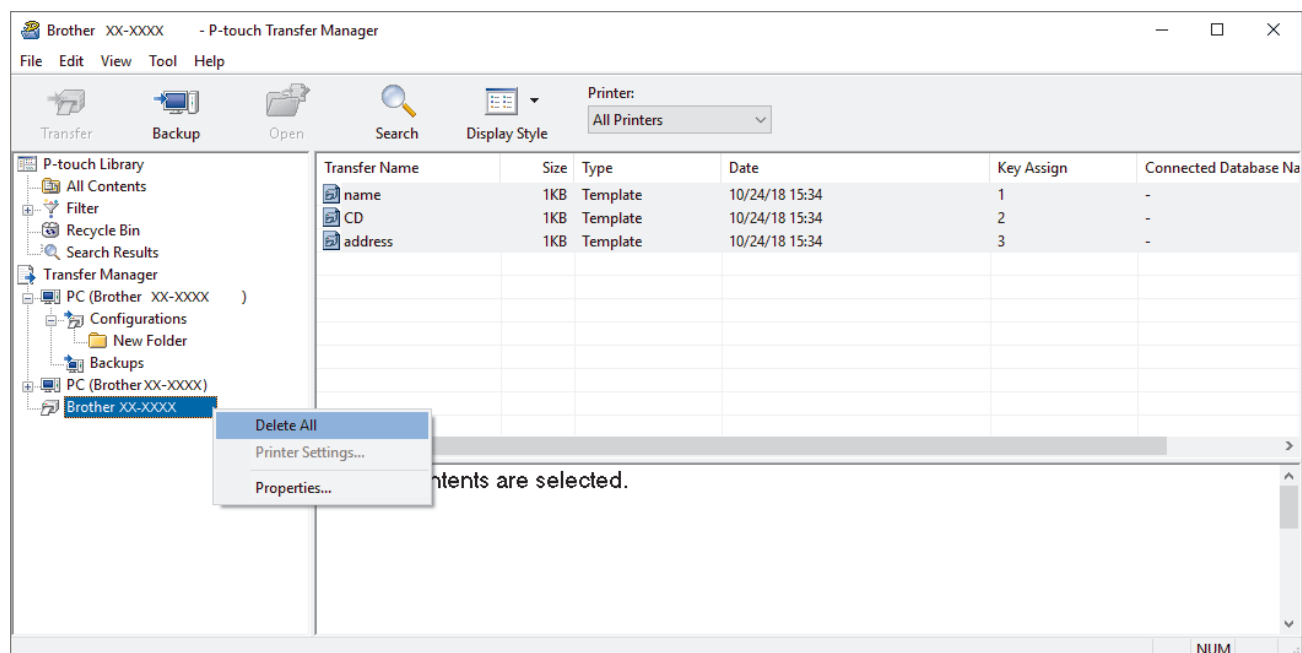 Brother XX-XXXX - P-touch Transfer Manager
File Edit View Tool Help
Transfer Backup Open Search Display Style
Printer:
All Printers
P-touch Library
All Contents
Filter
Recycle Bin
Search Results
Transfer Manager
PC (Brother XX-XXXX )
Configurations
New Folder
Backups
PC (Brother XX-XXXX)
Brother XX-XXXX
Transfer Name Size Type Date Key Assign Connected Database Na
name 1KB Template 10/24/18 15:34 1 -
CD 1KB Template 10/24/18 15:34 2 -
address 1KB Template 10/24/18 15:34 3 -
Delete All
Printer Settings...
Properties...
ntents are selected.
NUM